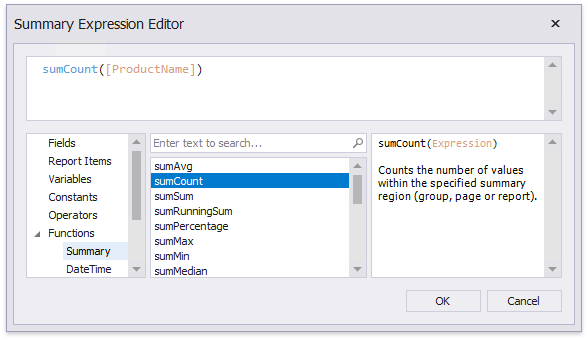 Summary Expression Editor
sumCount([ProductName])
Fields
Report Items
Variables
Constants
Operators
Functions
Summary
DateTime
Enter text to search...
sumAvg
sumCount
sumSum
sumRunningSum
sumPercentage
sumMax
sumMin
sumMedian
sumCount(Expression)
Counts the number of values
within the specified summary
region (group, page or report).
OK
Cancel